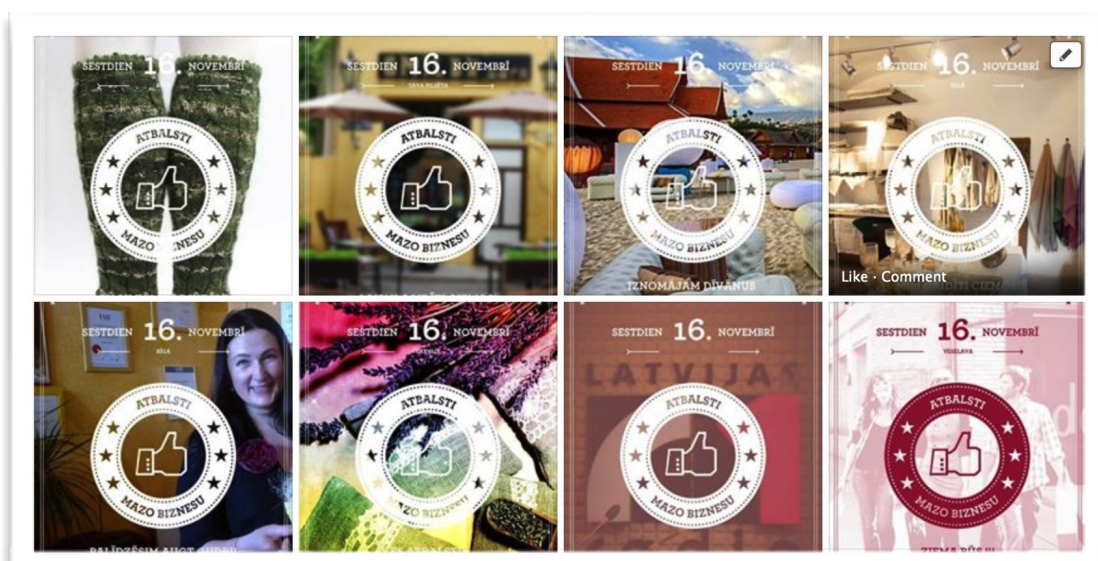 SESTDIEN 16. NOVEMBRĪ
ATBALSTI
MAZO BIZNESU
SESTDIEN 16. NOVEMBRĪ
TAVA PILSĒTA
ATBALSTI
MAZO BIZNESU
SESTDIEN 16. NOVEMBRĪ
ATBALSTI
MAZO BIZNESU
IZNOMĀJAM DĪVĀNUS
SESTDIEN 16. NOVEMBRĪ
ATBALSTI
MAZO BIZNESU
Like · Comment
SESTDIEN 16. NOVEMBRĪ
ATBALSTI
MAZO BIZNESU
PALĪDZĒSIM AUGT
SESTDIEN 16. NOVEMBRĪ
ATBALSTI
MAZO BIZNESU
SESTDIEN 16. NOVEMBRĪ
LATVIJAS
ATBALSTI
MAZO BIZNESU
SESTDIEN 16. NOVEMBRĪ
VESELAVA
ATBALSTI
MAZO BIZNESU
ZIEMA BŪS !!!